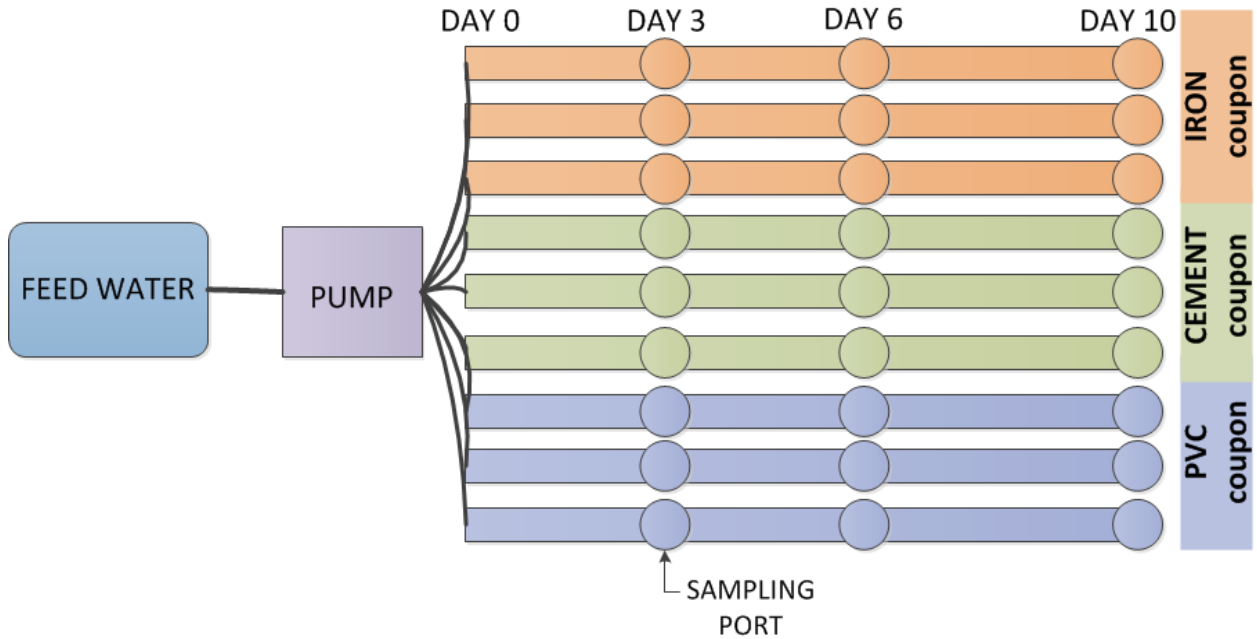 DAY 0 DAY 3 DAY 6 DAY 10
IRON
coupon
FEED WATER
PUMP
CEMENT
coupon
PVC
coupon
SAMPLING
PORT